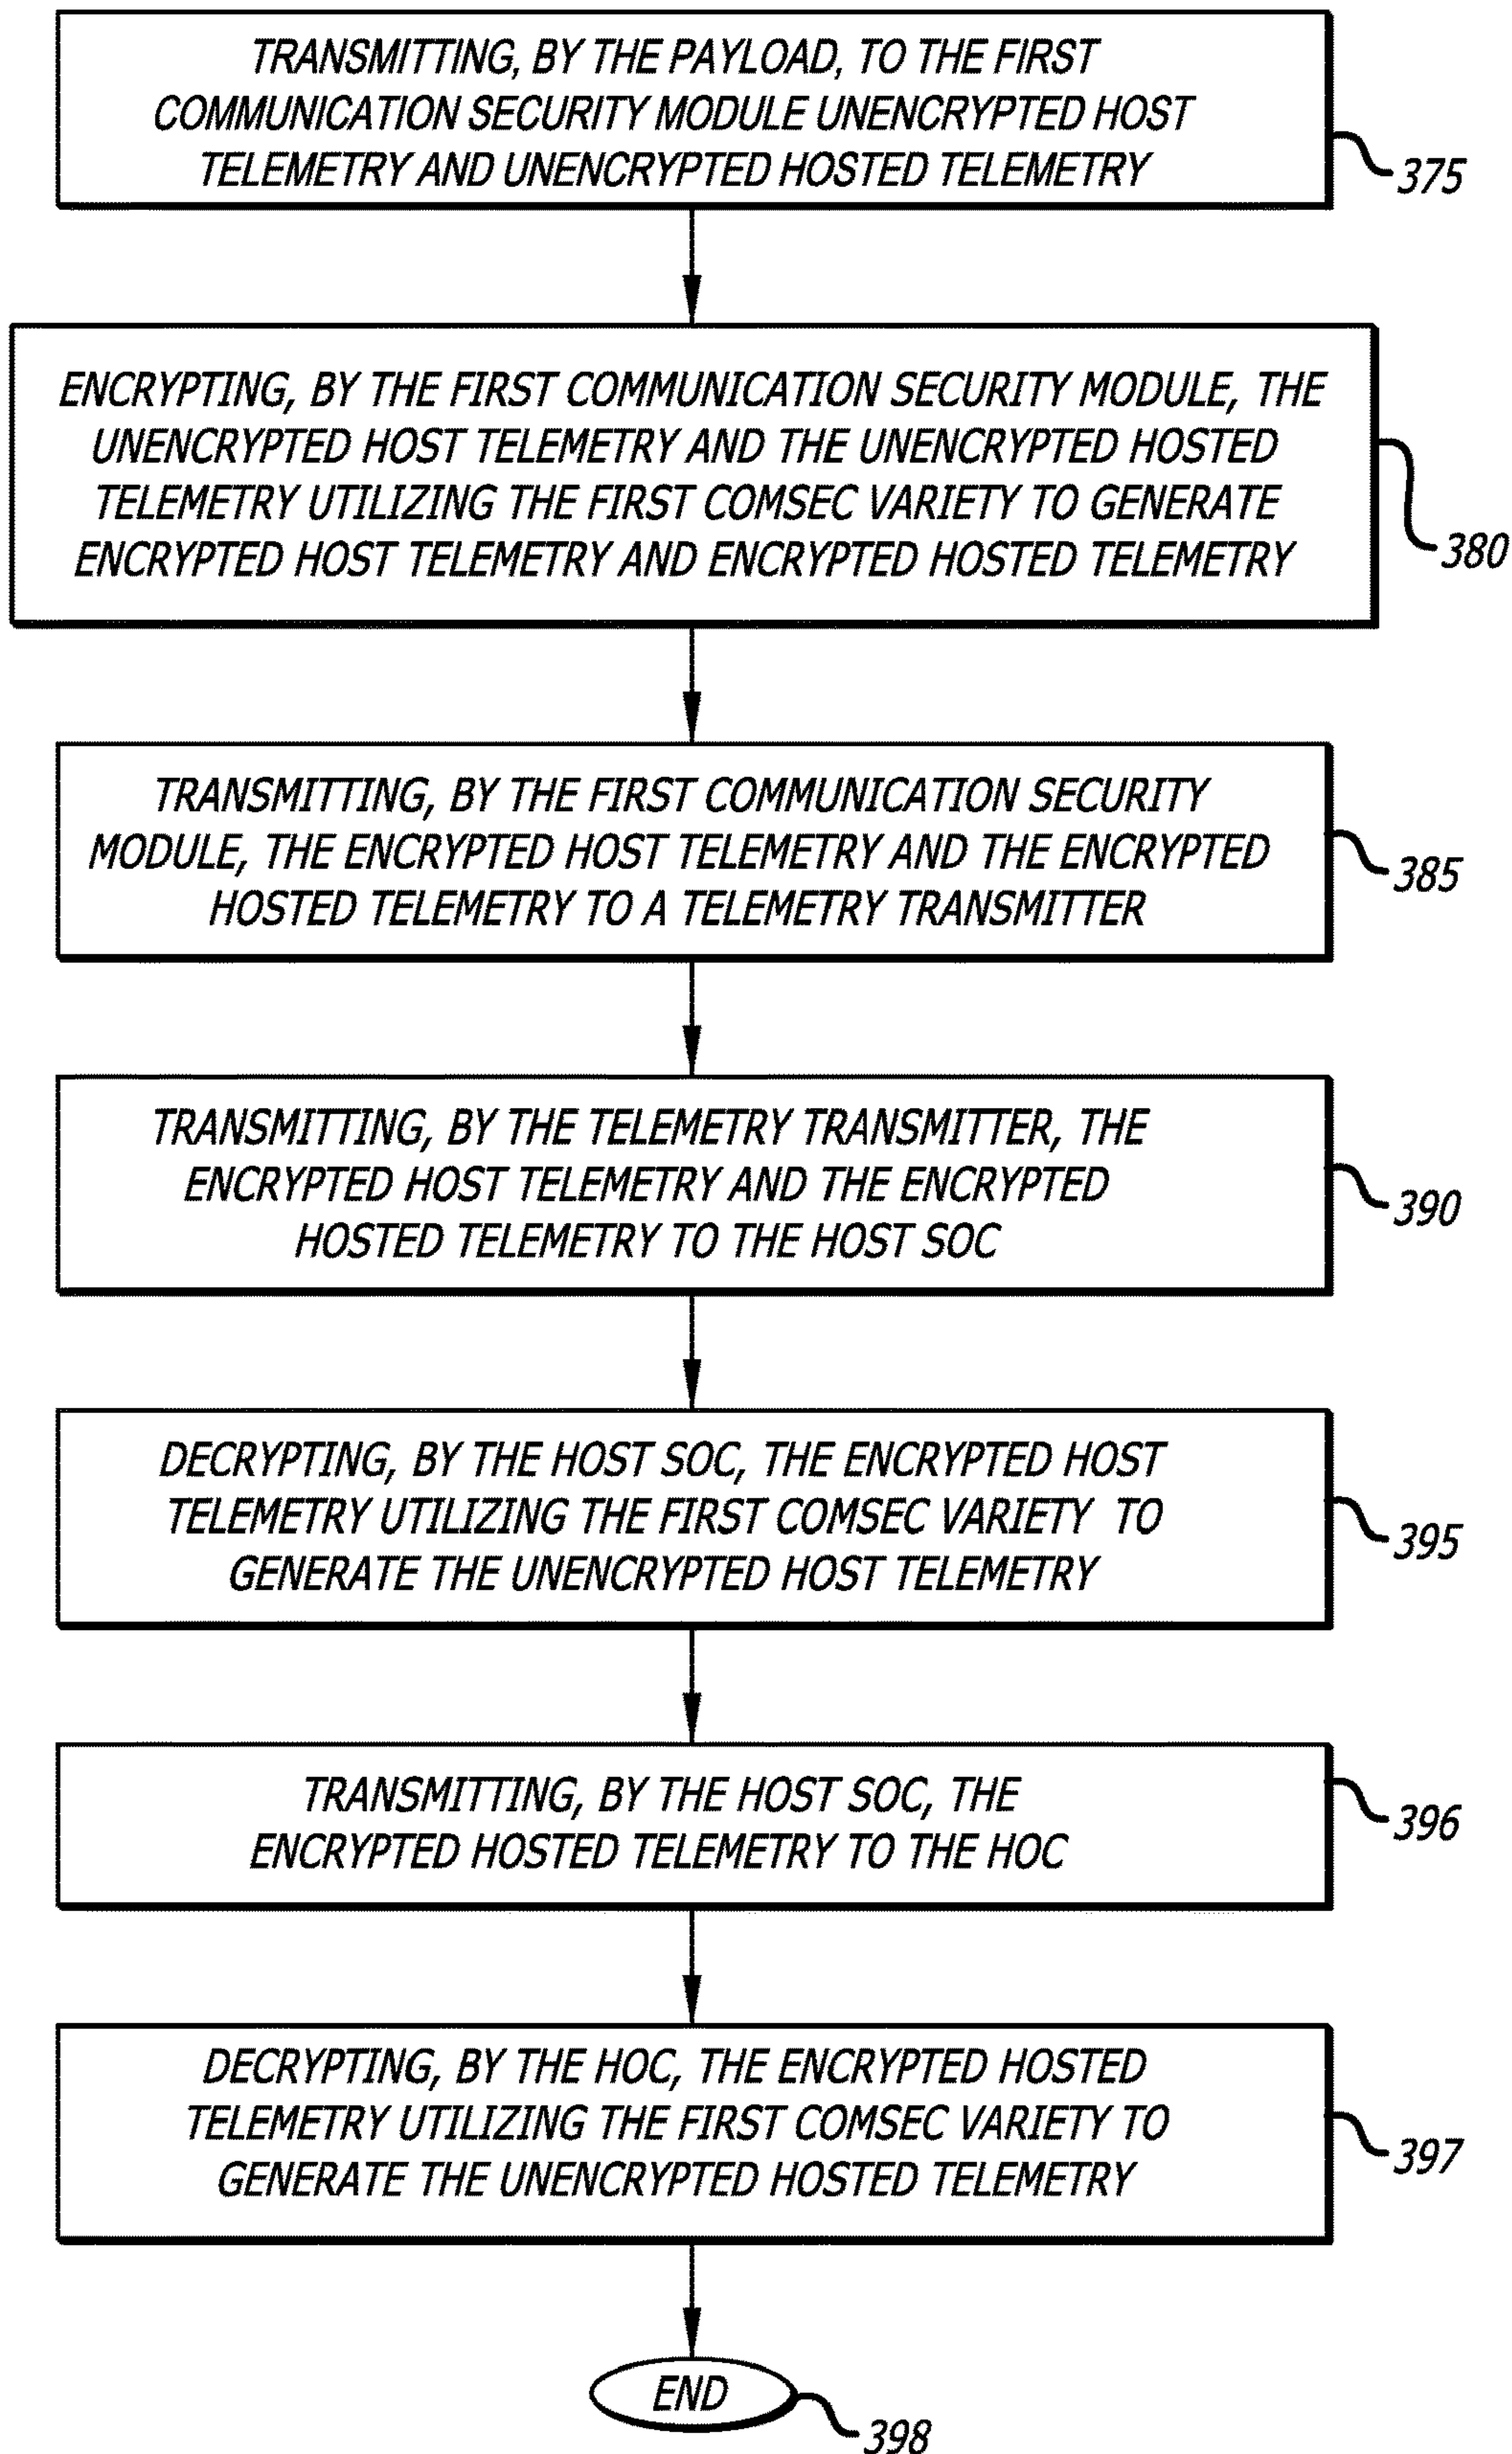 TRANSMITTING, BY THE PAYLOAD, TO THE FIRST
COMMUNICATION SECURITY MODULE UNENCRYPTED HOST
TELEMETRY AND UNENCRYPTED HOSTED TELEMETRY
375
ENCRYPTING, BY THE FIRST COMMUNICATION SECURITY MODULE, THE
UNENCRYPTED HOST TELEMETRY AND THE UNENCRYPTED HOSTED
TELEMETRY UTILIZING THE FIRST COMSEC VARIETY TO GENERATE
ENCRYPTED HOST TELEMETRY AND ENCRYPTED HOSTED TELEMETRY
380
TRANSMITTING, BY THE FIRST COMMUNICATION SECURITY
MODULE, THE ENCRYPTED HOST TELEMETRY AND THE ENCRYPTED
HOSTED TELEMETRY TO A TELEMETRY TRANSMITTER
385
TRANSMITTING, BY THE TELEMETRY TRANSMITTER, THE
ENCRYPTED HOST TELEMETRY AND THE ENCRYPTED
HOSTED TELEMETRY TO THE HOST SOC
390
DECRYPTING, BY THE HOST SOC, THE ENCRYPTED HOST
TELEMETRY UTILIZING THE FIRST COMSEC VARIETY TO
GENERATE THE UNENCRYPTED HOST TELEMETRY
395
TRANSMITTING, BY THE HOST SOC, THE
ENCRYPTED HOSTED TELEMETRY TO THE HOC
396
DECRYPTING, BY THE HOC, THE ENCRYPTED HOSTED
TELEMETRY UTILIZING THE FIRST COMSEC VARIETY TO
GENERATE THE UNENCRYPTED HOSTED TELEMETRY
397
END
398